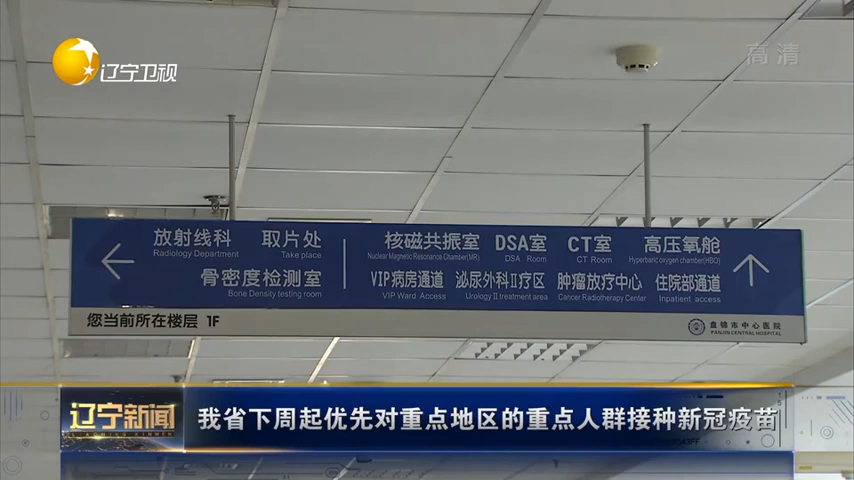 辽宁卫视
高清
放射线科 取片处 核磁共振室 DSA室 CT室 高压氧舱
Radiology Department Take place Nuclear Magnetic Resonance Chamber(MR) DSA Room CT Room Hyperbaric oxygen chamber(HBO)
骨密度检测室 VIP病房通道 泌尿外科II疗区 肿瘤放疗中心 住院部通道
Bone Density testing room VIP Ward Access Urology II treatment area Cancer Radiotherapy Center Inpatient access
您当前所在楼层 1F 盘锦市中心医院
PANJIN CENTRAL HOSPITAL
辽宁新闻 我省下周起优先对重点地区的重点人群接种新冠疫苗
LIAONING XINWEN